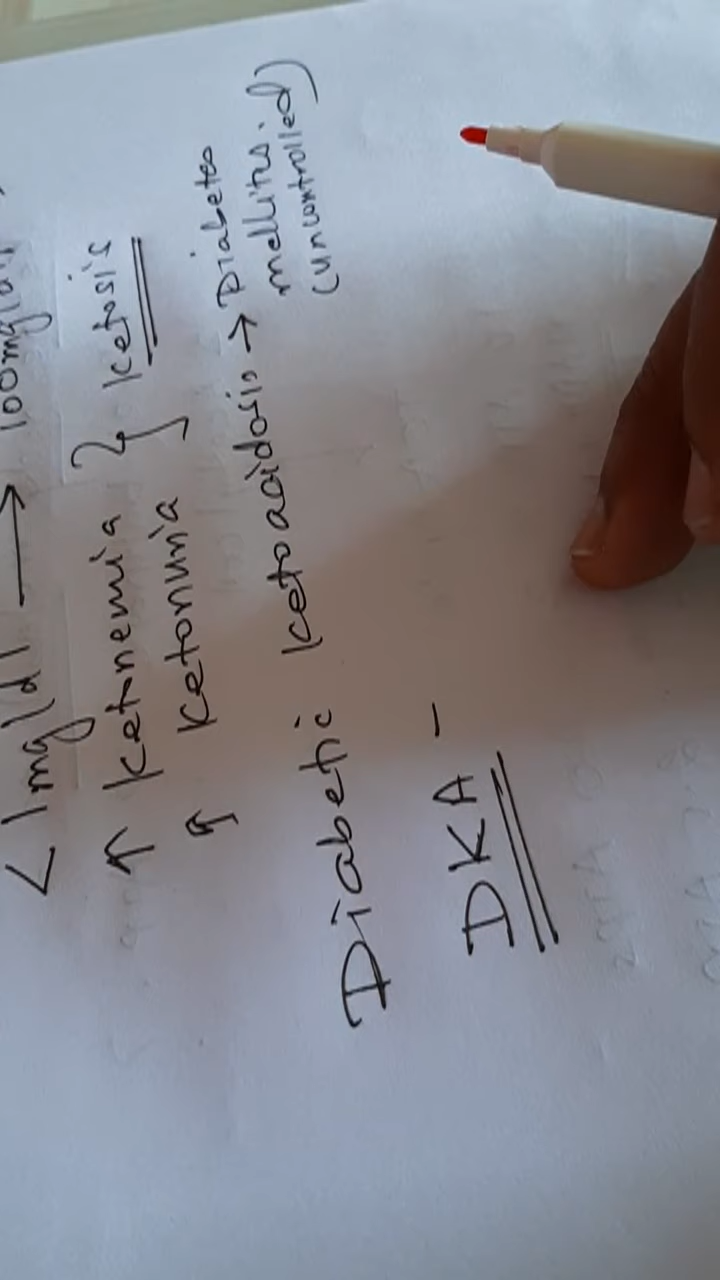 <1mg/dl → 100mg/dl
↑ Ketonemia } Ketosis
↑ Ketonuria
Diabetic Ketoacidosis → Diabetes
mellitus.
(uncontrolled)
DKA -